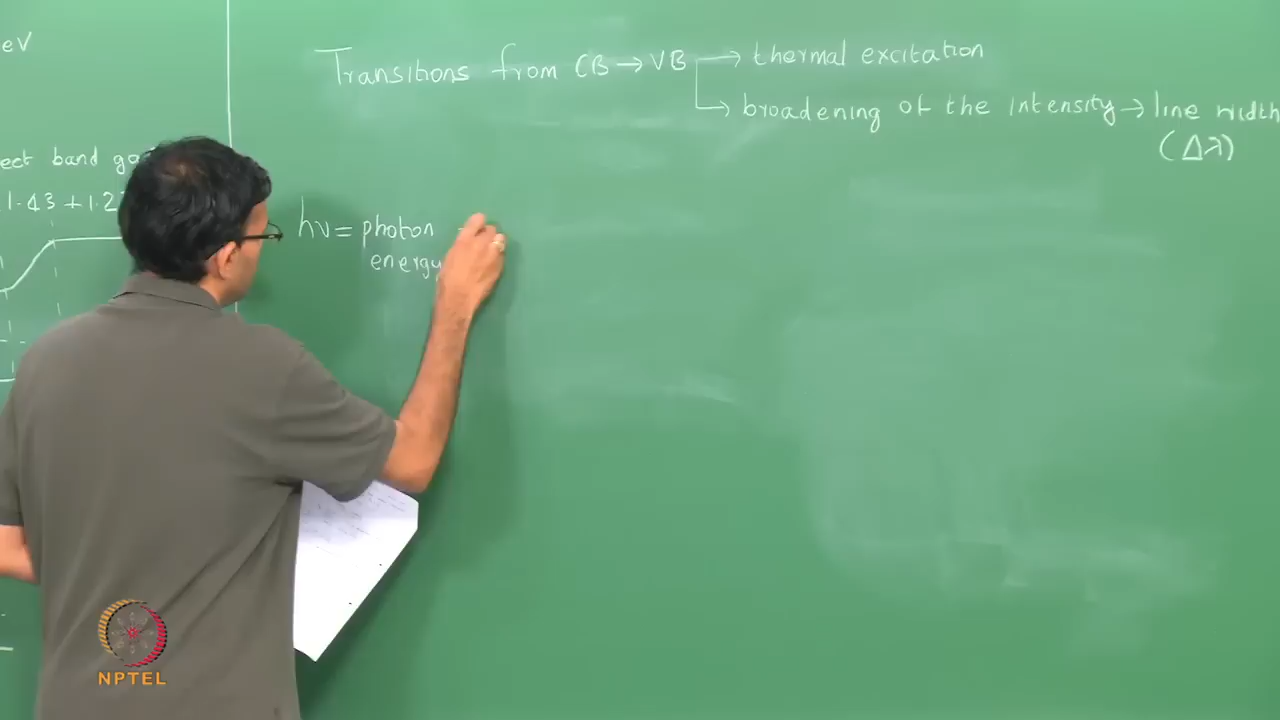 eV
ect band
1.43 + 1.2
Transitions from CB → VB → thermal excitation
→ broadening of the intensity → line width
(Δλ)
hν = photon
energy
NPTEL